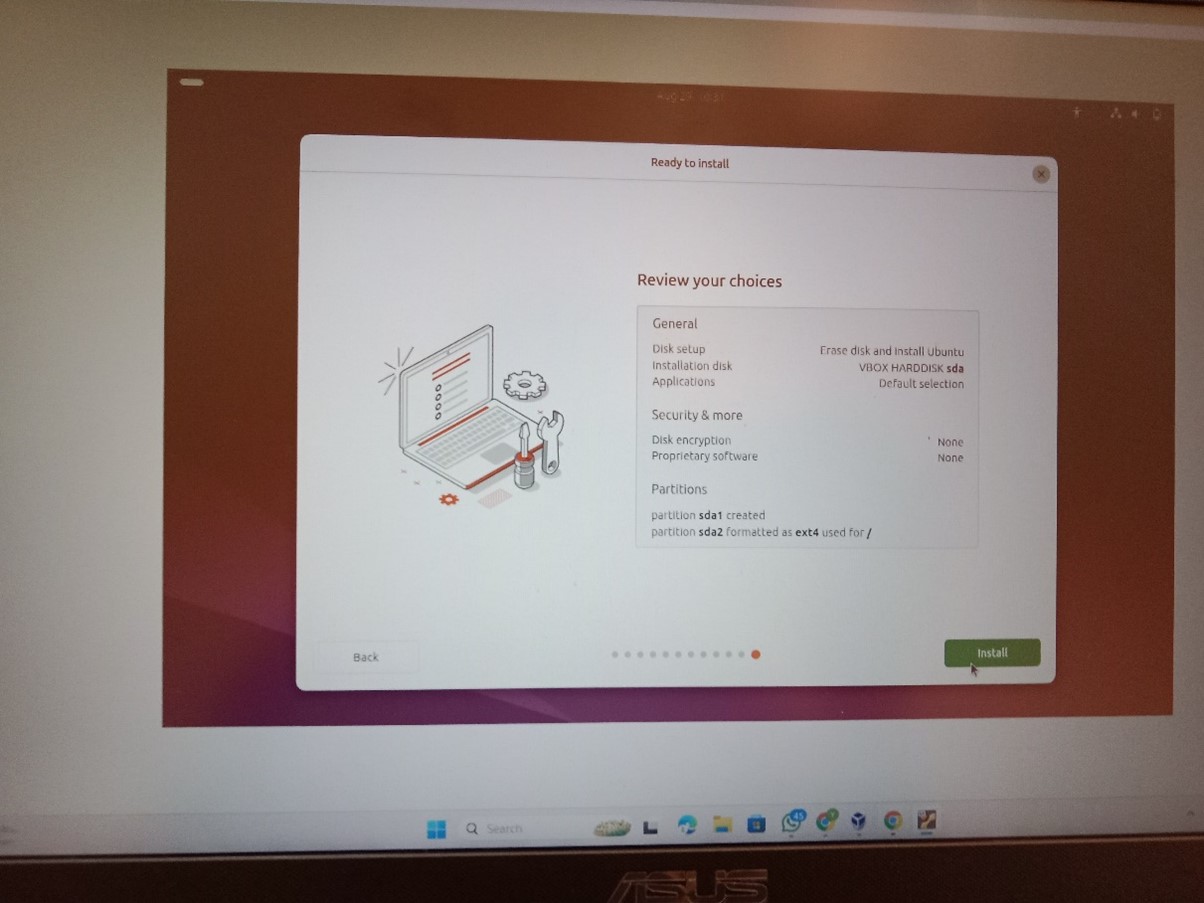 Ready to install
Review your choices
General
Disk setup Erase disk and install Ubuntu
Installation disk VBOX HARDDISK sda
Applications Default selection
Security & more
Disk encryption None
Proprietary software None
Partitions
partition sda1 created
partition sda2 formatted as ext4 used for /
Back
Install
Search
45
ASUS